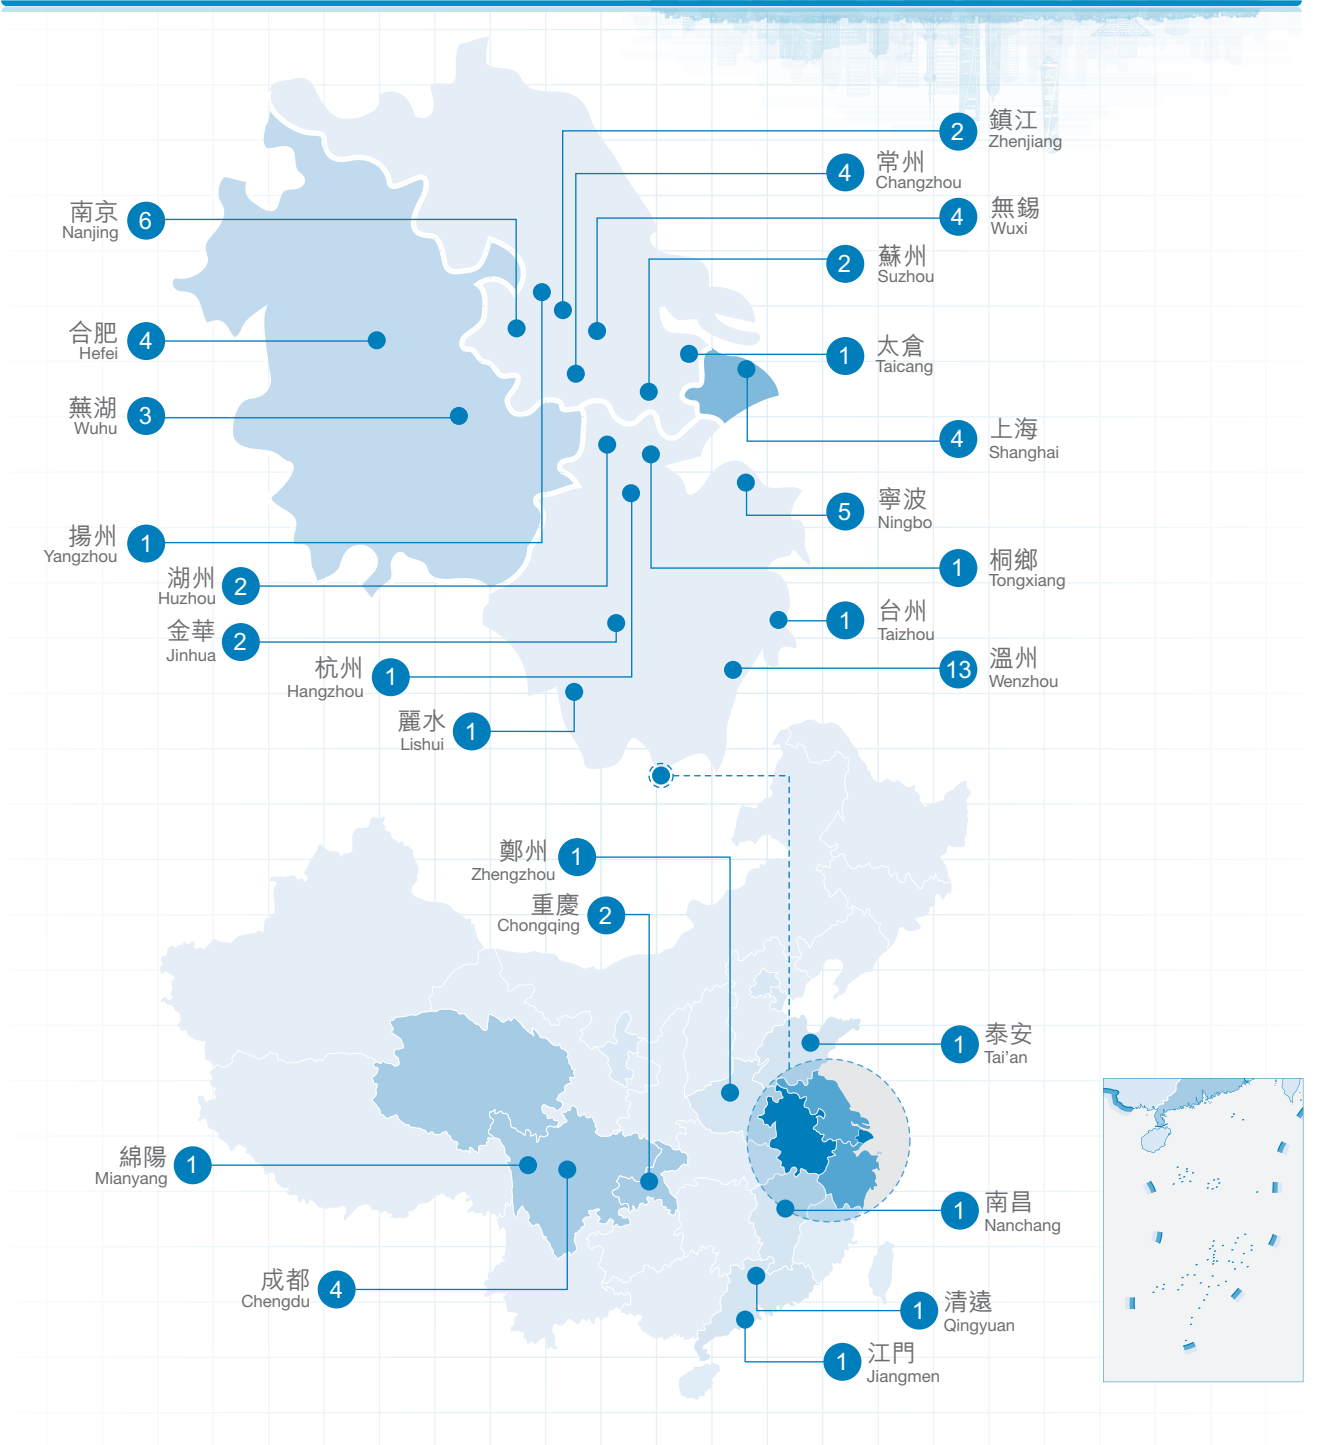 2
鎮江
Zhenjiang
4
常州
Changzhou
南京
Nanjing
6
4
無錫
Wuxi
2
蘇州
Suzhou
合肥
Hefei
4
1
太倉
Taicang
蕪湖
Wuhu
3
4
上海
Shanghai
5
寧波
Ningbo
揚州
Yangzhou
1
1
桐鄉
Tongxiang
湖州
Huzhou
2
1
台州
Taizhou
金華
Jinhua
2
13
溫州
Wenzhou
杭州
Hangzhou
1
麗水
Lishui
1
鄭州
Zhengzhou
1
重慶
Chongqing
2
1
泰安
Tai’an
綿陽
Mianyang
1
1
南昌
Nanchang
成都
Chengdu
4
1
清遠
Qingyuan
1
江門
Jiangmen